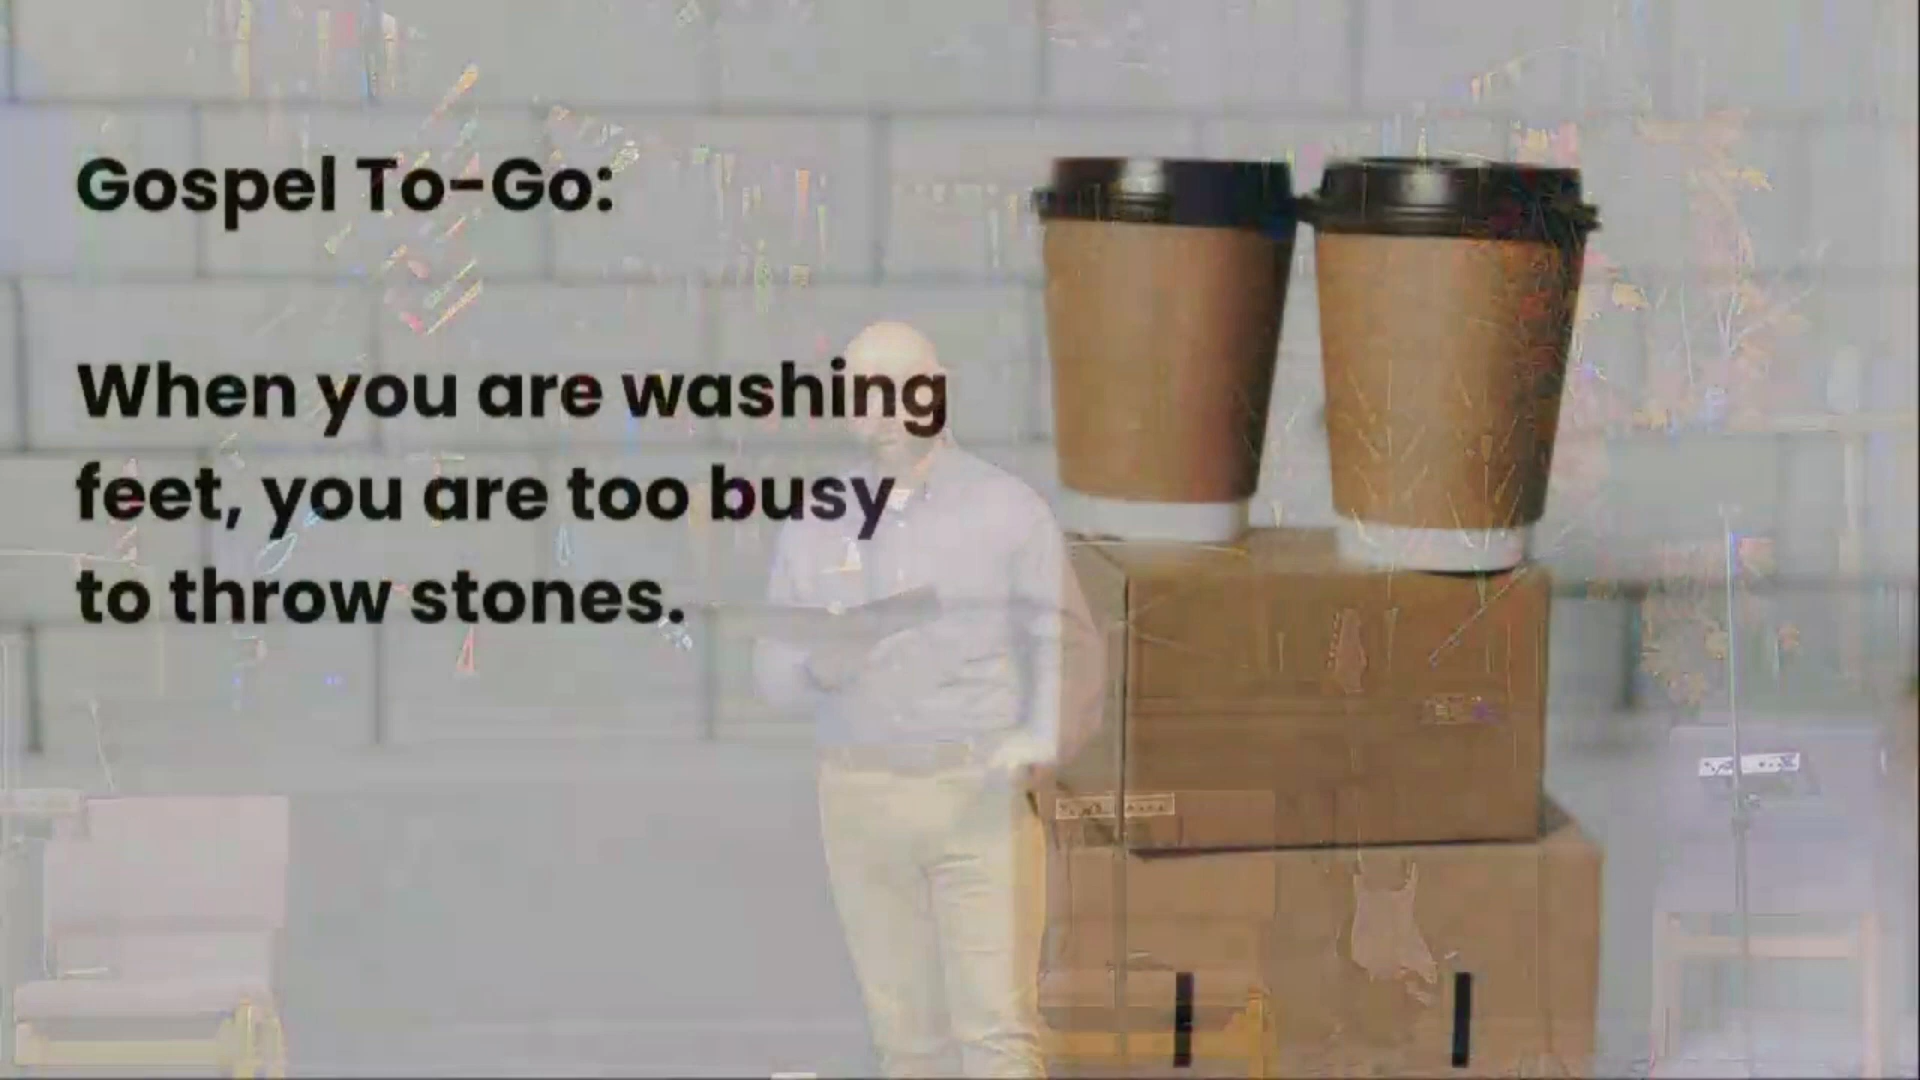 Gospel To-Go:
When you are washing
feet, you are too busy
to throw stones.